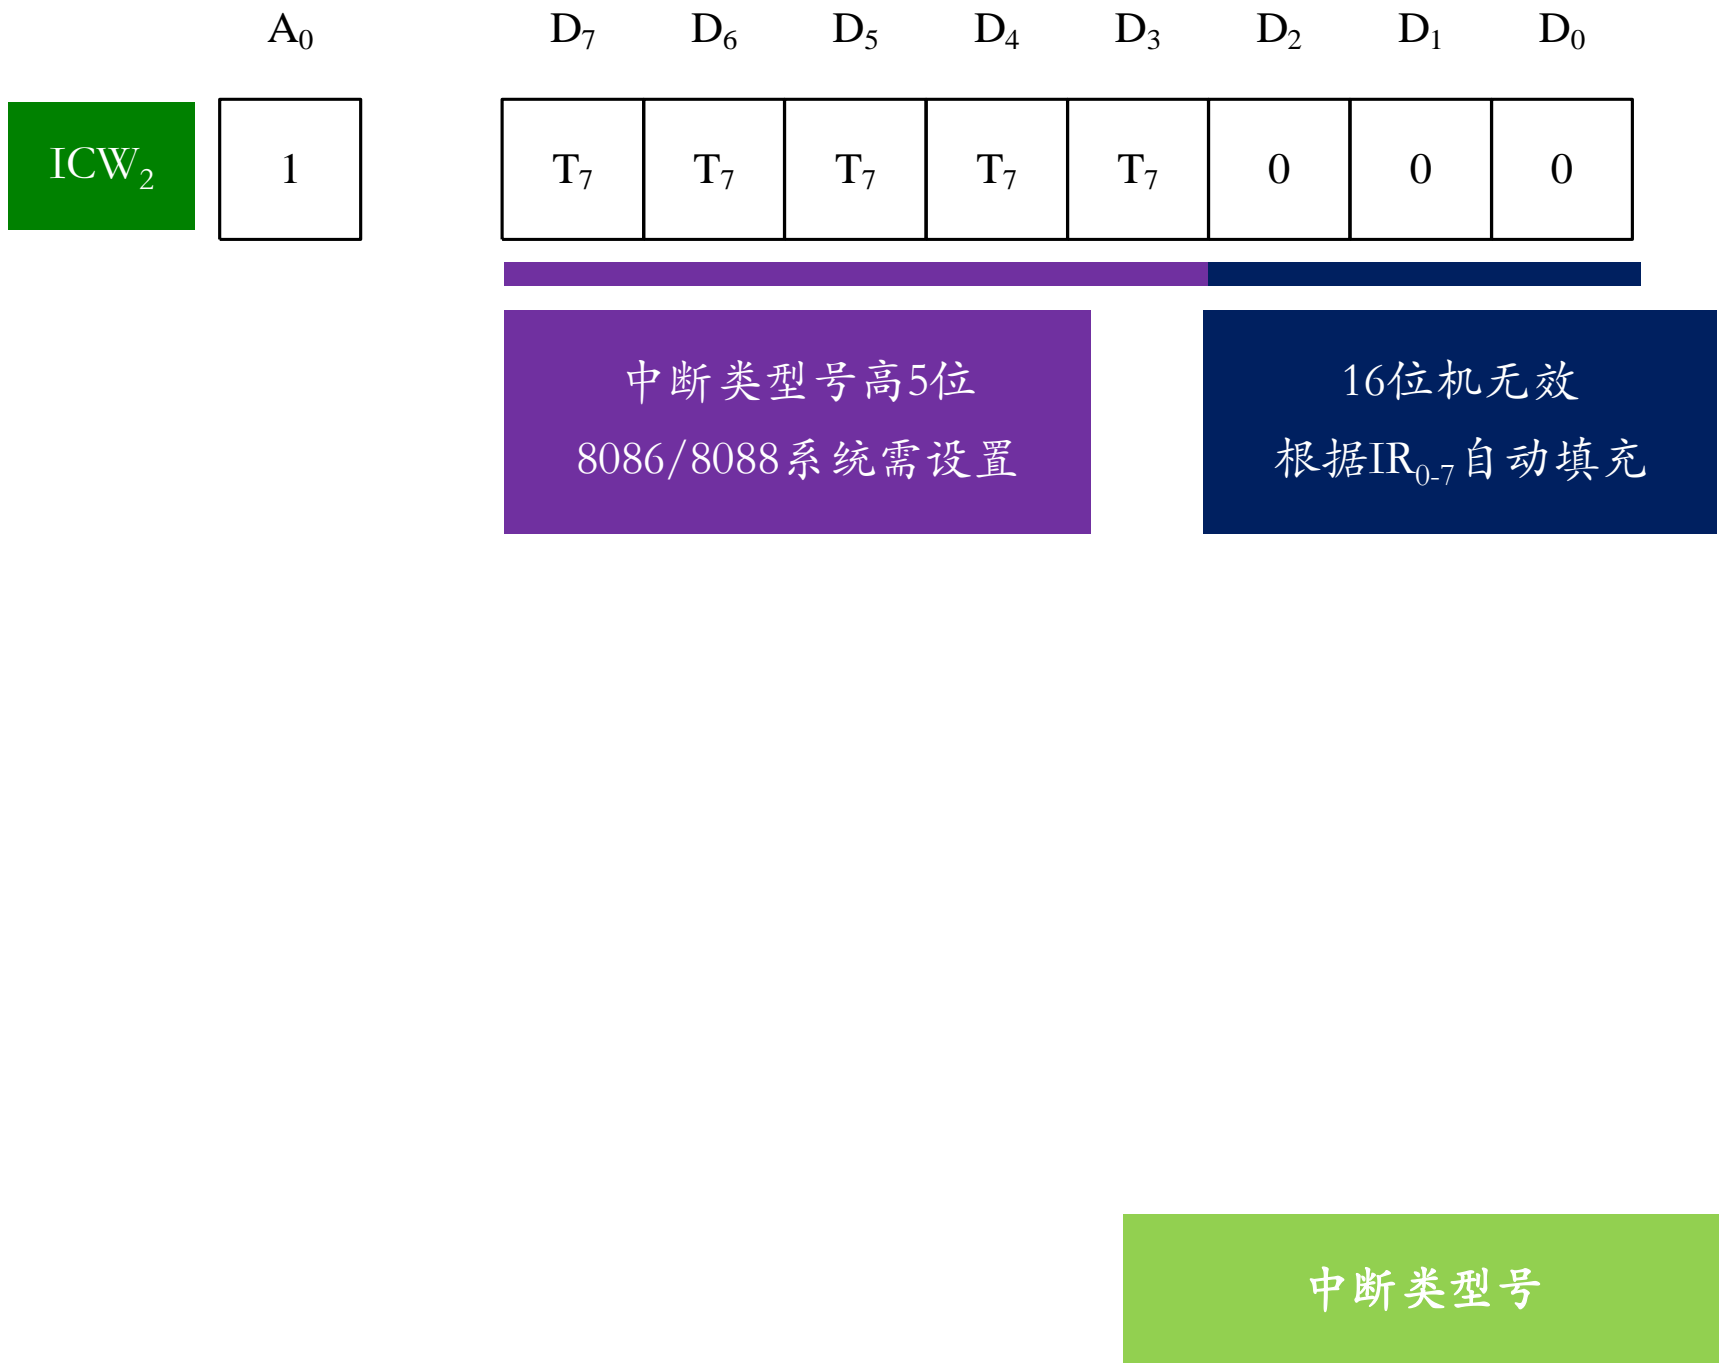 A₀ D₇ D₆ D₅ D₄ D₃ D₂ D₁ D₀
ICW₂ 1 T₇ T₇ T₇ T₇ T₇ 0 0 0
中断类型号高5位
8086/8088系统需设置
16位机无效
根据IR₀₋₇自动填充
中断类型号